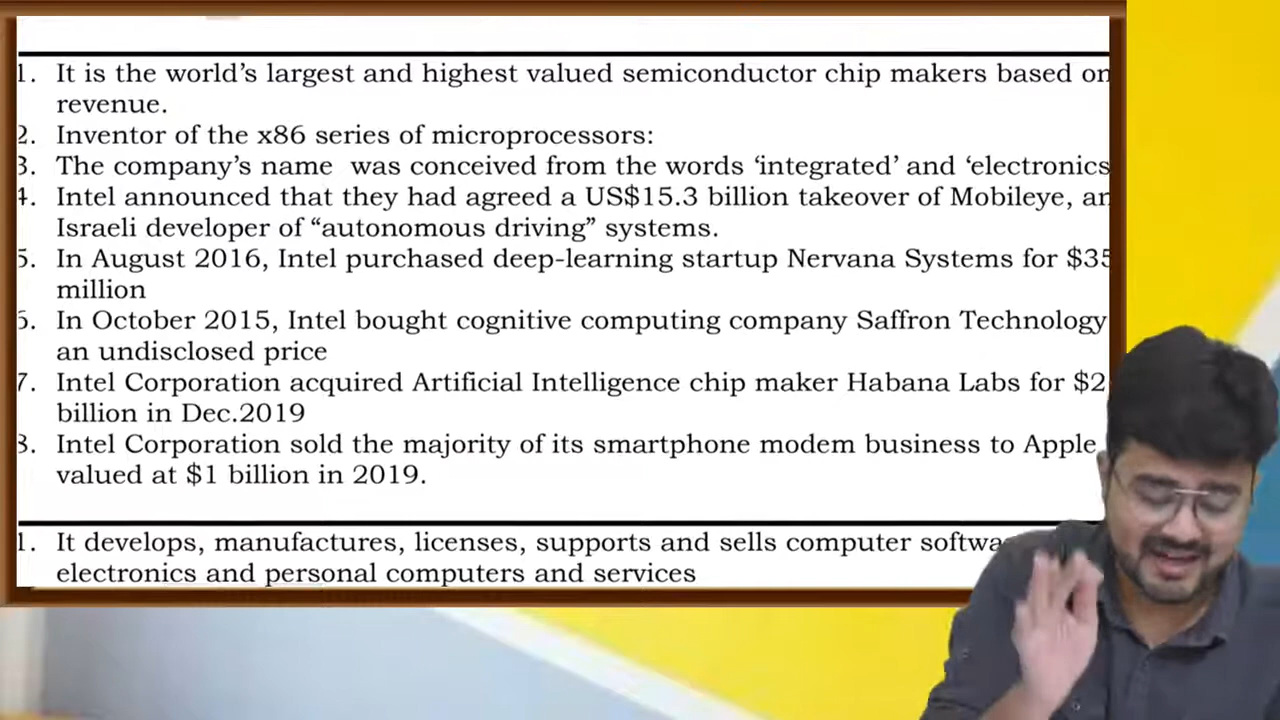 1. It is the world’s largest and highest valued semiconductor chip makers based on
revenue.
2. Inventor of the x86 series of microprocessors:
3. The company’s name was conceived from the words ‘integrated’ and ‘electronics
4. Intel announced that they had agreed a US$15.3 billion takeover of Mobileye, an
Israeli developer of “autonomous driving” systems.
5. In August 2016, Intel purchased deep-learning startup Nervana Systems for $35
million
6. In October 2015, Intel bought cognitive computing company Saffron Technology
an undisclosed price
7. Intel Corporation acquired Artificial Intelligence chip maker Habana Labs for $2
billion in Dec.2019
8. Intel Corporation sold the majority of its smartphone modem business to Apple
valued at $1 billion in 2019.
1. It develops, manufactures, licenses, supports and sells computer softwa
electronics and personal computers and services